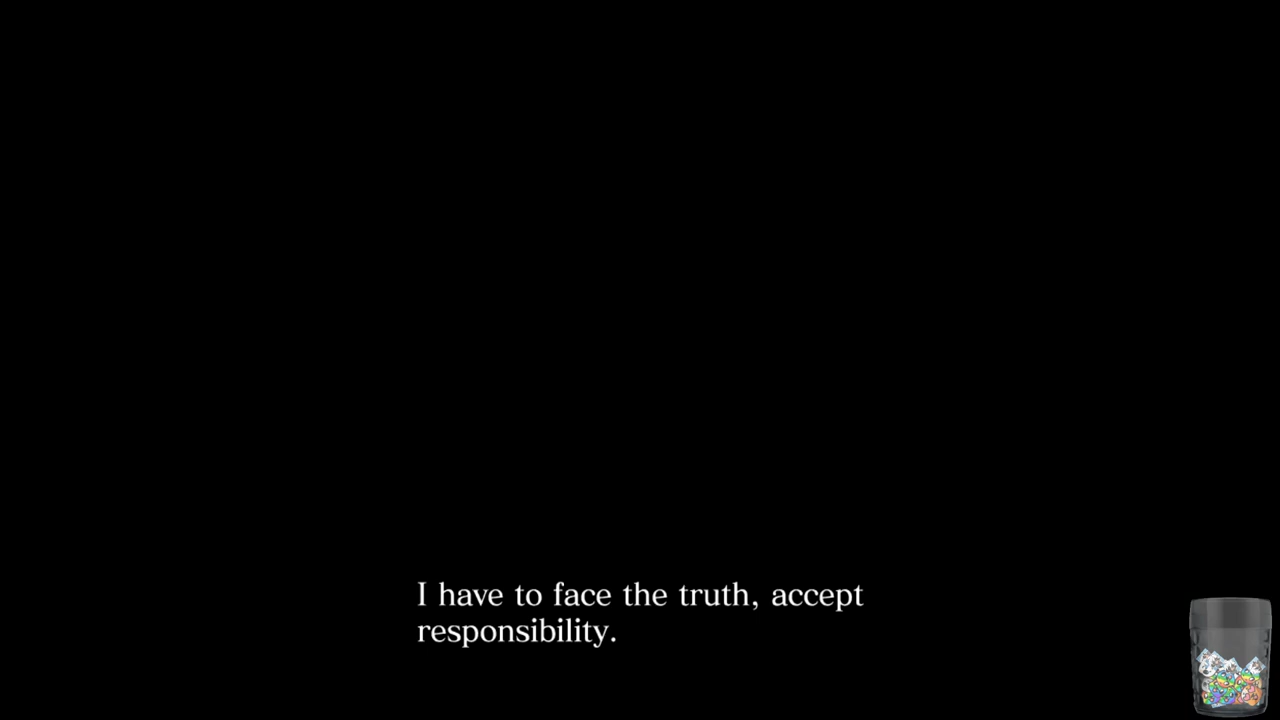 I have to face the truth, accept
responsibility.